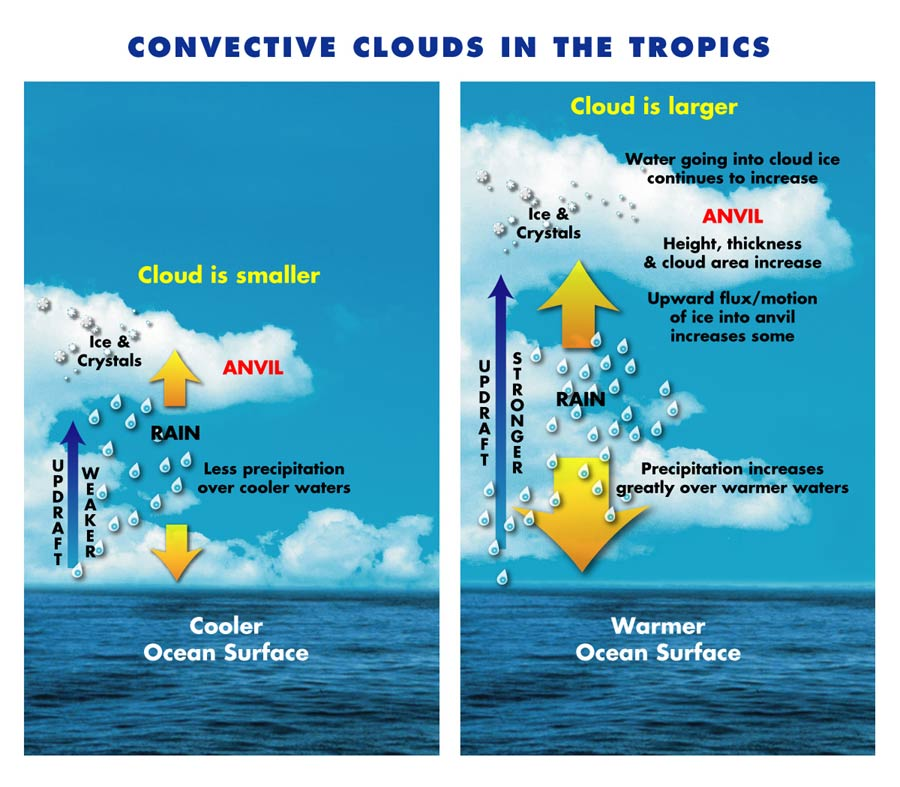 CONVECTIVE CLOUDS IN THE TROPICS
Cloud is smaller
Ice &
Crystals
ANVIL
RAIN
UPDRAFT
WEAKER
Less precipitation
over cooler waters
Cooler
Ocean Surface
Cloud is larger
Water going into cloud ice
continues to increase
Ice &
Crystals
ANVIL
Height, thickness
& cloud area increase
Upward flux/motion
of ice into anvil
increases some
UPDRAFT
STRONGER
RAIN
Precipitation increases
greatly over warmer waters
Warmer
Ocean Surface